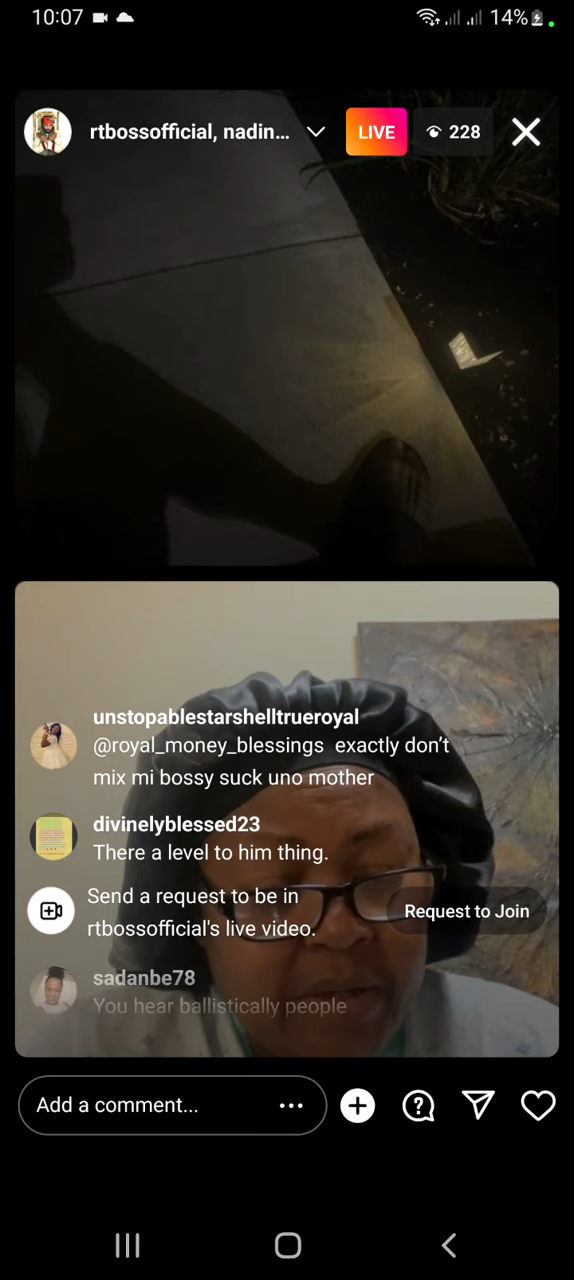 10:07
14%
rtbossofficial, nadin...
LIVE
228
unstopablestarshelltrueroyal
@royal_money_blessings exactly don't
mix mi bossy suck uno mother
divinelyblessed23
There a level to him thing.
Send a request to be in
rtbossofficial's live video.
Request to Join
sadanbe78
You hear ballistically people
Add a comment...